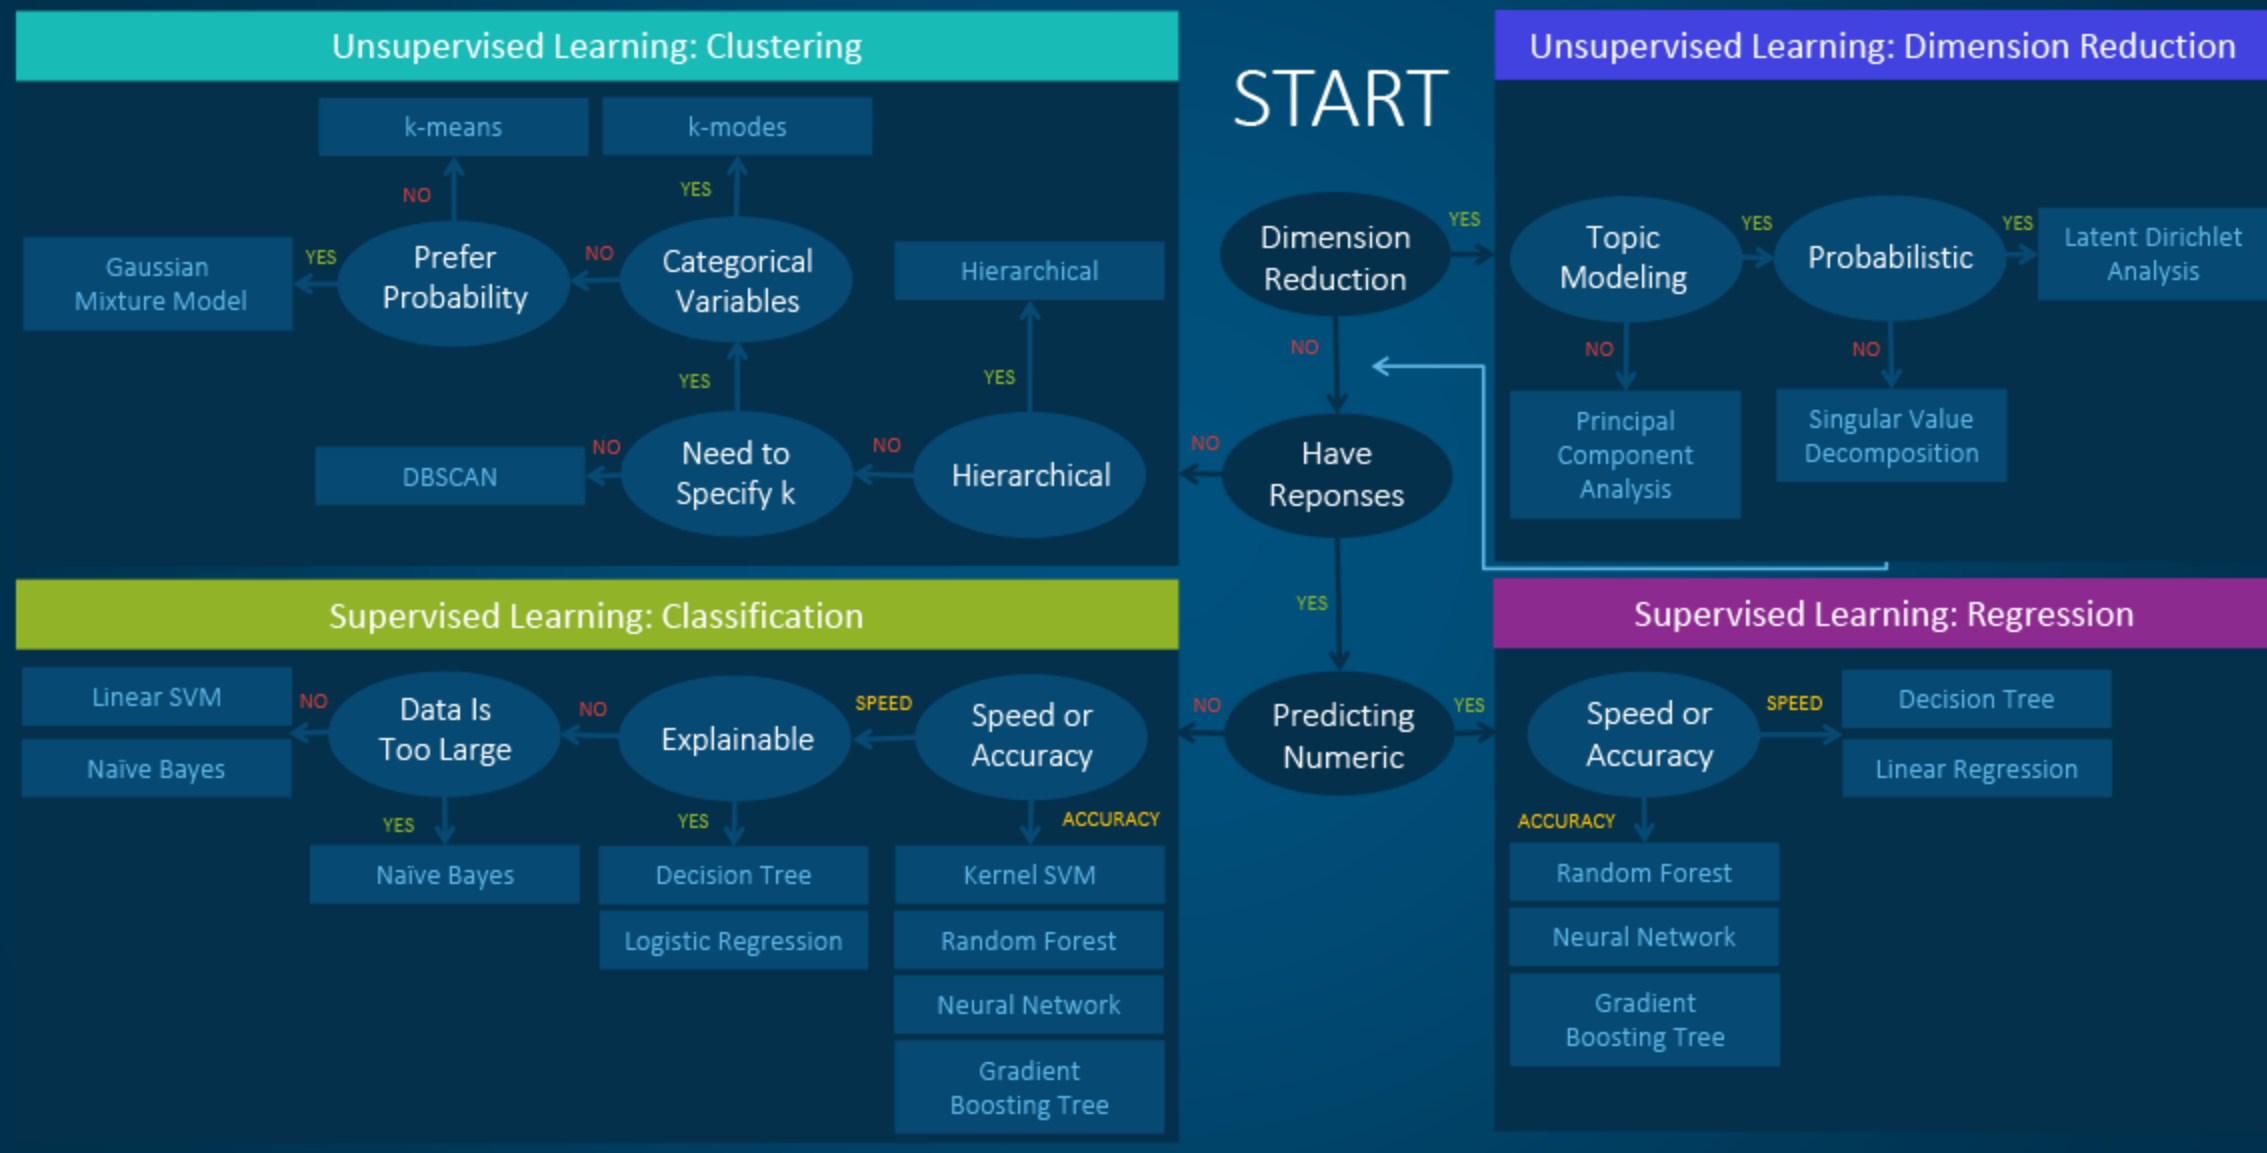 Unsupervised Learning: Clustering
k-means
k-modes
NO
YES
Gaussian
Mixture Model
YES
Prefer
Probability
NO
Categorical
Variables
Hierarchical
YES
YES
DBSCAN
NO
Need to
Specify k
NO
Hierarchical
START
Dimension
Reduction
YES
NO
NO
Have
Reponses
YES
NO
Predicting
Numeric
YES
Unsupervised Learning: Dimension Reduction
Topic
Modeling
YES
Probabilistic
YES
Latent Dirichlet
Analysis
NO
NO
Principal
Component
Analysis
Singular Value
Decomposition
Supervised Learning: Classification
Linear SVM
Naïve Bayes
NO
Data Is
Too Large
NO
Explainable
SPEED
Speed or
Accuracy
YES
YES
ACCURACY
Naïve Bayes
Decision Tree
Logistic Regression
Kernel SVM
Random Forest
Neural Network
Gradient
Boosting Tree
Supervised Learning: Regression
Speed or
Accuracy
SPEED
Decision Tree
Linear Regression
ACCURACY
Random Forest
Neural Network
Gradient
Boosting Tree